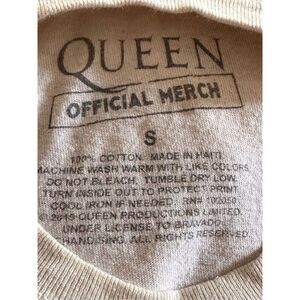 QUEEN
OFFICIAL MERCH
S
100% COTTON. MADE IN HAITI.
MACHINE WASH WARM WITH LIKE COLORS.
DO NOT BLEACH. TUMBLE DRY LOW.
TURN INSIDE OUT TO PROTECT PRINT.
COOL IRON IF NEEDED. RN#
QUEEN PRODUCTIONS LIMITED.
UNDER LICENSE TO BRAVADO
CHANDISING. ALL RIGHTS RESERVED.